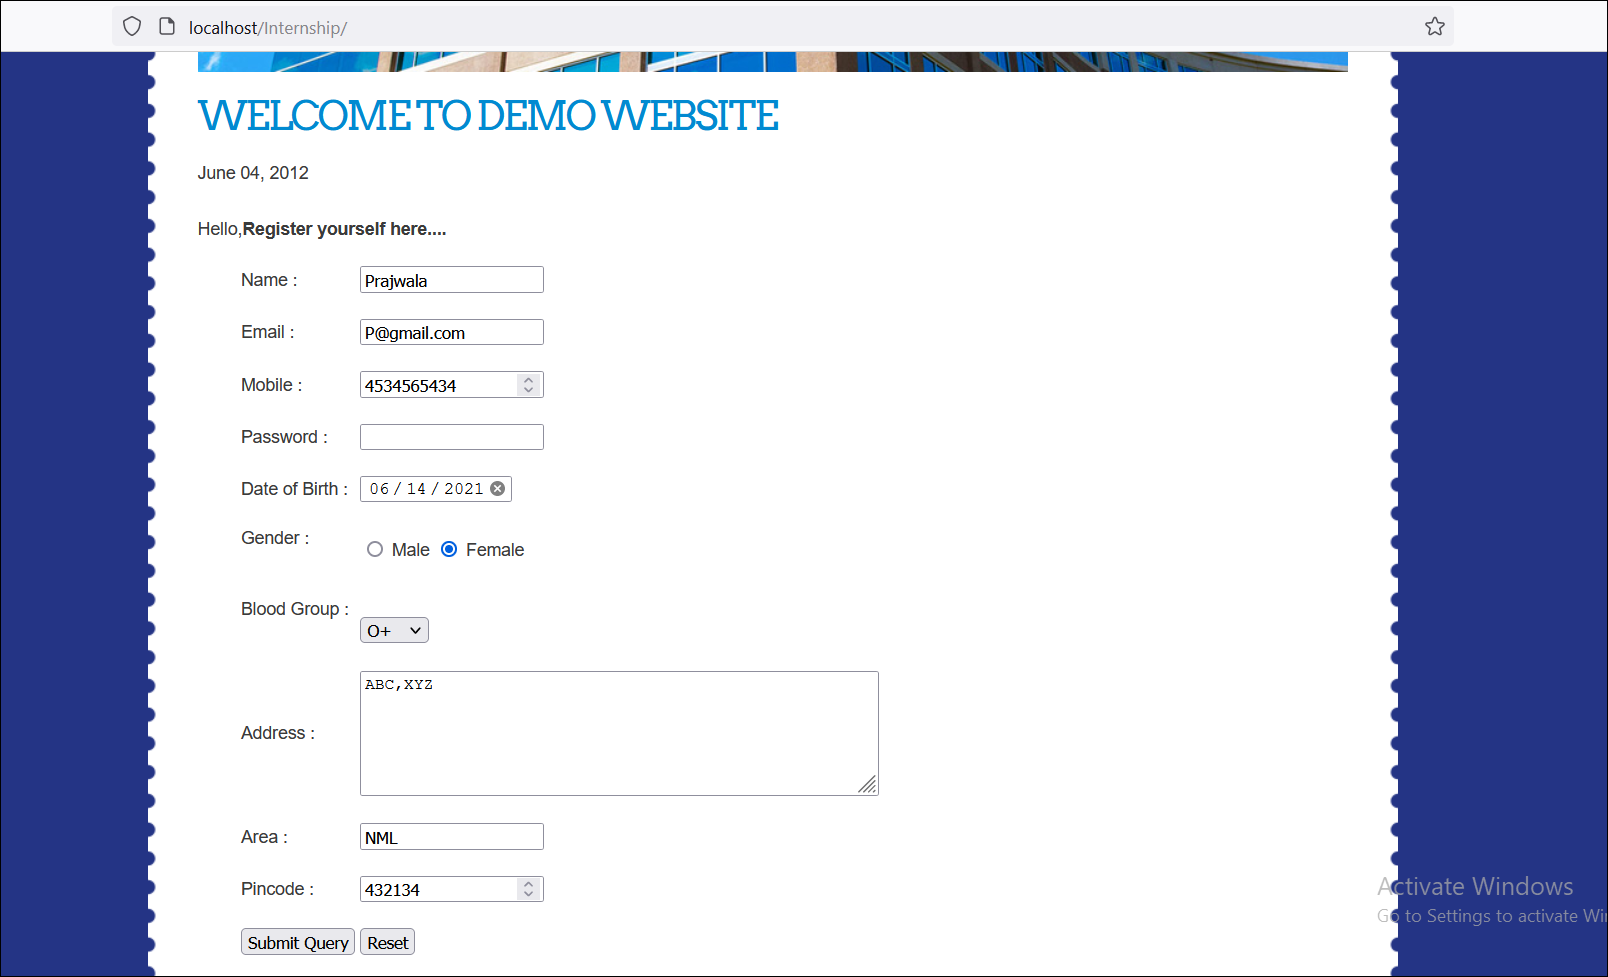 localhost/Internship/
WELCOME TO DEMO WEBSITE
June 04, 2012
Hello,Register yourself here....
Name : Prajwala
Email : P@gmail.com
Mobile : 4534565434
Password :
Date of Birth : 06 / 14 / 2021
Gender : Male Female
Blood Group : O+
Address : ABC,XYZ
Area : NML
Pincode : 432134
Submit Query Reset
Activate Windows
Go to Settings to activate Wi